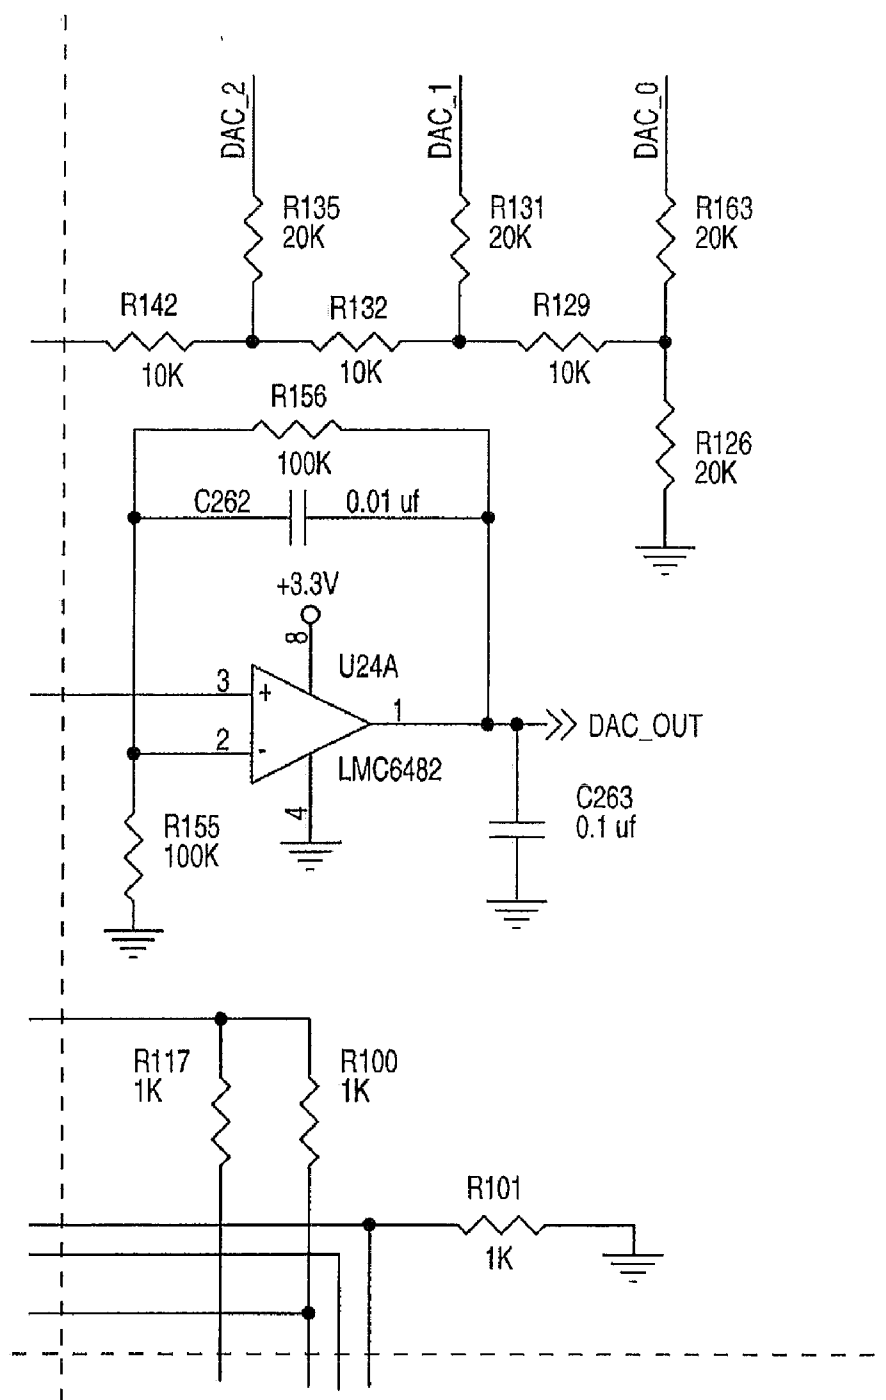 DAC_2
DAC_1
DAC_0
R135
20K
R131
20K
R163
20K
R142
10K
R132
10K
R129
10K
R156
100K
R126
20K
C262
0.01 uf
+3.3V
8
U24A
3
+
1
DAC_OUT
2
-
LMC6482
4
C263
0.1 uf
R155
100K
R117
1K
R100
1K
R101
1K